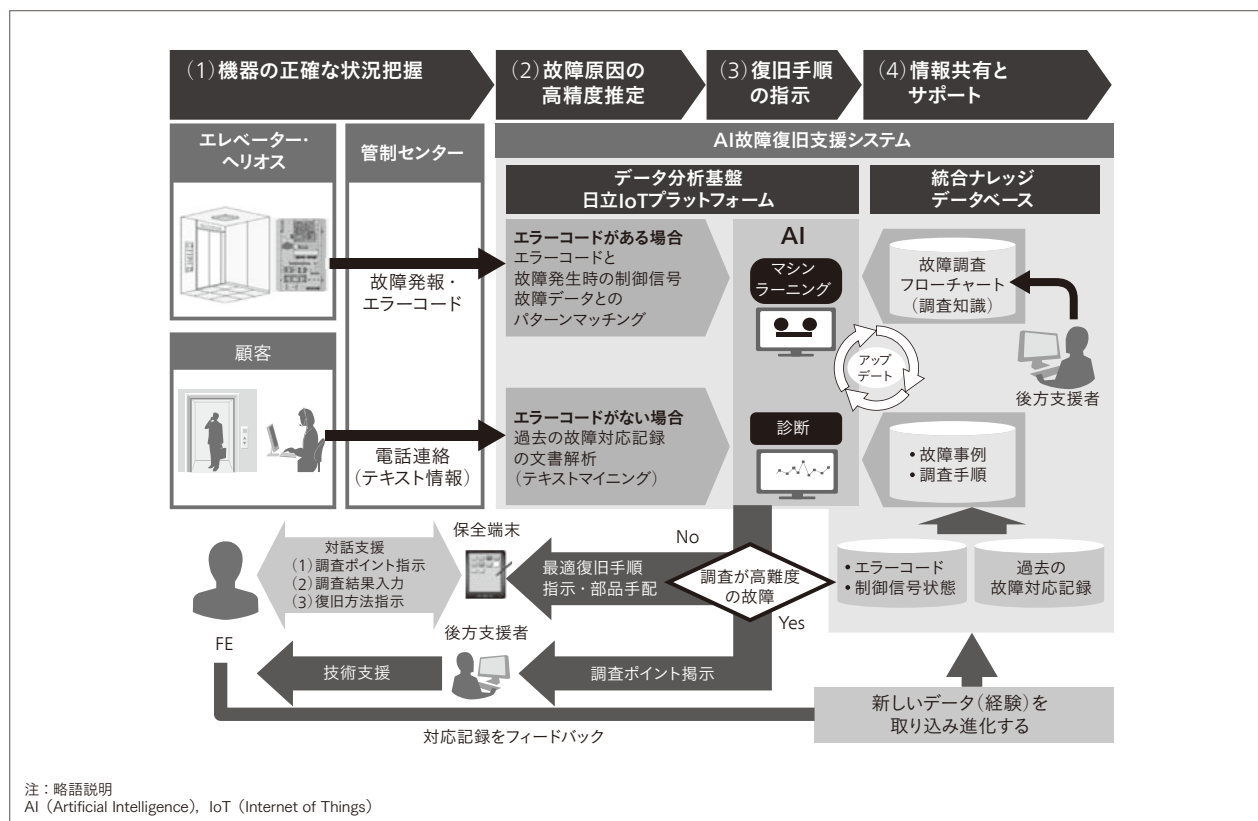 (1)機器の正確な状況把握
(2)故障原因の
高精度推定
(3)復旧手順
の指示
(4)情報共有と
サポート
エレベーター・
ヘリオス
管制センター
AI故障復旧支援システム
データ分析基盤
日立IoTプラットフォーム
統合ナレッジ
データベース
故障発報・
エラーコード
エラーコードがある場合
エラーコードと
故障発生時の制御信号
故障データとの
パターンマッチング
AI
マシン
ラーニング
故障調査
フローチャート
(調査知識)
アップ
デート
後方支援者
顧客
電話連絡
(テキスト情報)
エラーコードがない場合
過去の故障対応記録
の文書解析
(テキストマイニング)
診断
• 故障事例
• 調査手順
対話支援
(1)調査ポイント指示
(2)調査結果入力
(3)復旧方法指示
保全端末
最適復旧手順
指示・部品手配
No
調査が高難度
の故障
Yes
• エラーコード
• 制御信号状態
過去の
故障対応記録
FE
技術支援
後方支援者
調査ポイント掲示
新しいデータ(経験)を
取り込み進化する
対応記録をフィードバック
注:略語説明
AI(Artificial Intelligence),IoT(Internet of Things)